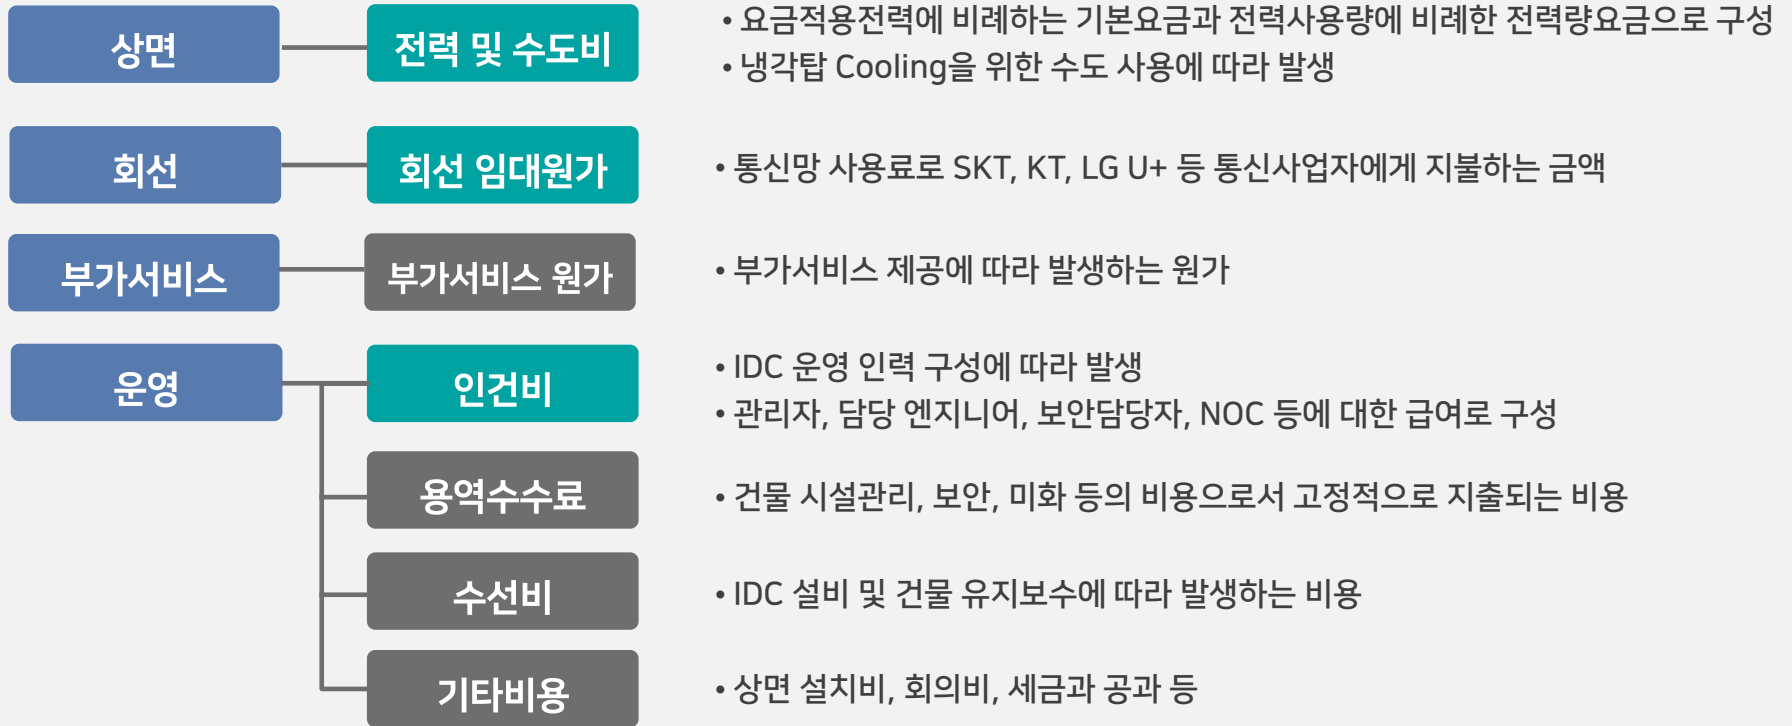 상면
전력 및 수도비
• 요금적용전력에 비례하는 기본요금과 전력사용량에 비례한 전력량요금으로 구성
• 냉각탑 Cooling을 위한 수도 사용에 따라 발생
회선
회선 임대원가
• 통신망 사용료로 SKT, KT, LG U+ 등 통신사업자에게 지불하는 금액
부가서비스
부가서비스 원가
• 부가서비스 제공에 따라 발생하는 원가
운영
인건비
• IDC 운영 인력 구성에 따라 발생
• 관리자, 담당 엔지니어, 보안담당자, NOC 등에 대한 급여로 구성
용역수수료
• 건물 시설관리, 보안, 미화 등의 비용으로서 고정적으로 지출되는 비용
수선비
• IDC 설비 및 건물 유지보수에 따라 발생하는 비용
기타비용
• 상면 설치비, 회의비, 세금과 공과 등